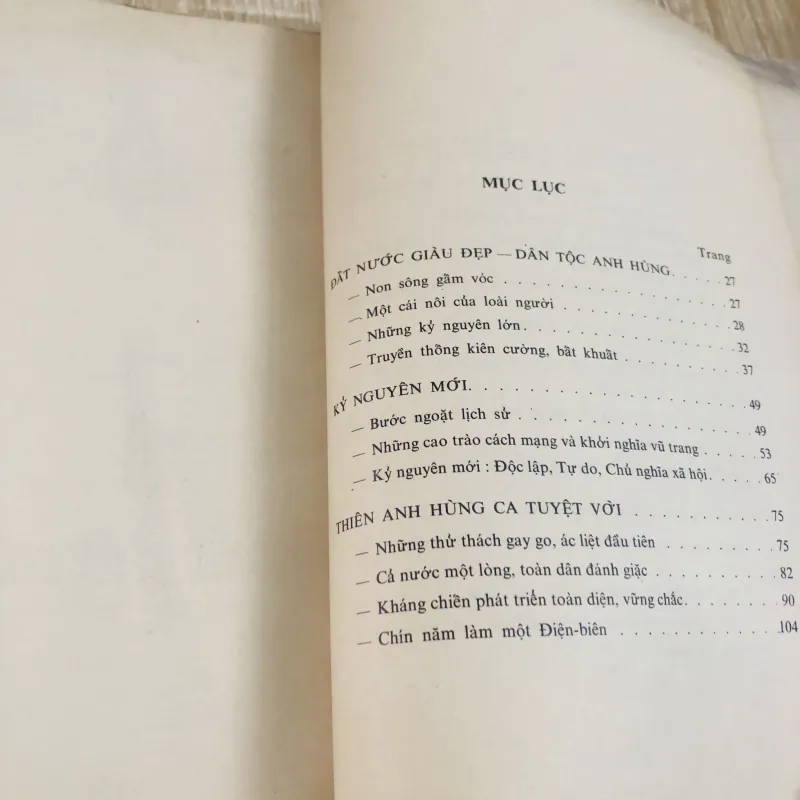 MỤC LỤC
Trang
ĐẤT NƯỚC GIÀU ĐẸP — DÂN TỘC ANH HÙNG. . . . . . 27
— Non sông gầm vóc . . . . . . . . . . . . . . . 27
— Một cái nôi của loài người . . . . . . . . . . . . 28
— Những kỷ nguyên lớn. . . . . . . . . . . . . . 32
— Truyền thống kiên cường, bất khuất . . . . . . . . . 37
KỶ NGUYÊN MỚI. . . . . . . . . . . . . . . . . 49
— Bước ngoặt lịch sử . . . . . . . . . . . . . . . 49
— Những cao trào cách mạng và khởi nghĩa vũ trang . . . . . 53
— Kỷ nguyên mới : Độc lập, Tự do, Chủ nghĩa xã hội. . . . . 65
THIÊN ANH HÙNG CA TUYỆT VỜI . . . . . . . . . . . 75
— Những thử thách gay go, ác liệt đầu tiên . . . . . . . . 75
— Cả nước một lòng, toàn dân đánh giặc . . . . . . . . . 82
— Kháng chiến phát triển toàn diện, vững chắc. . . . . . . 90
— Chín năm làm một Điện-biên . . . . . . . . . . . 104